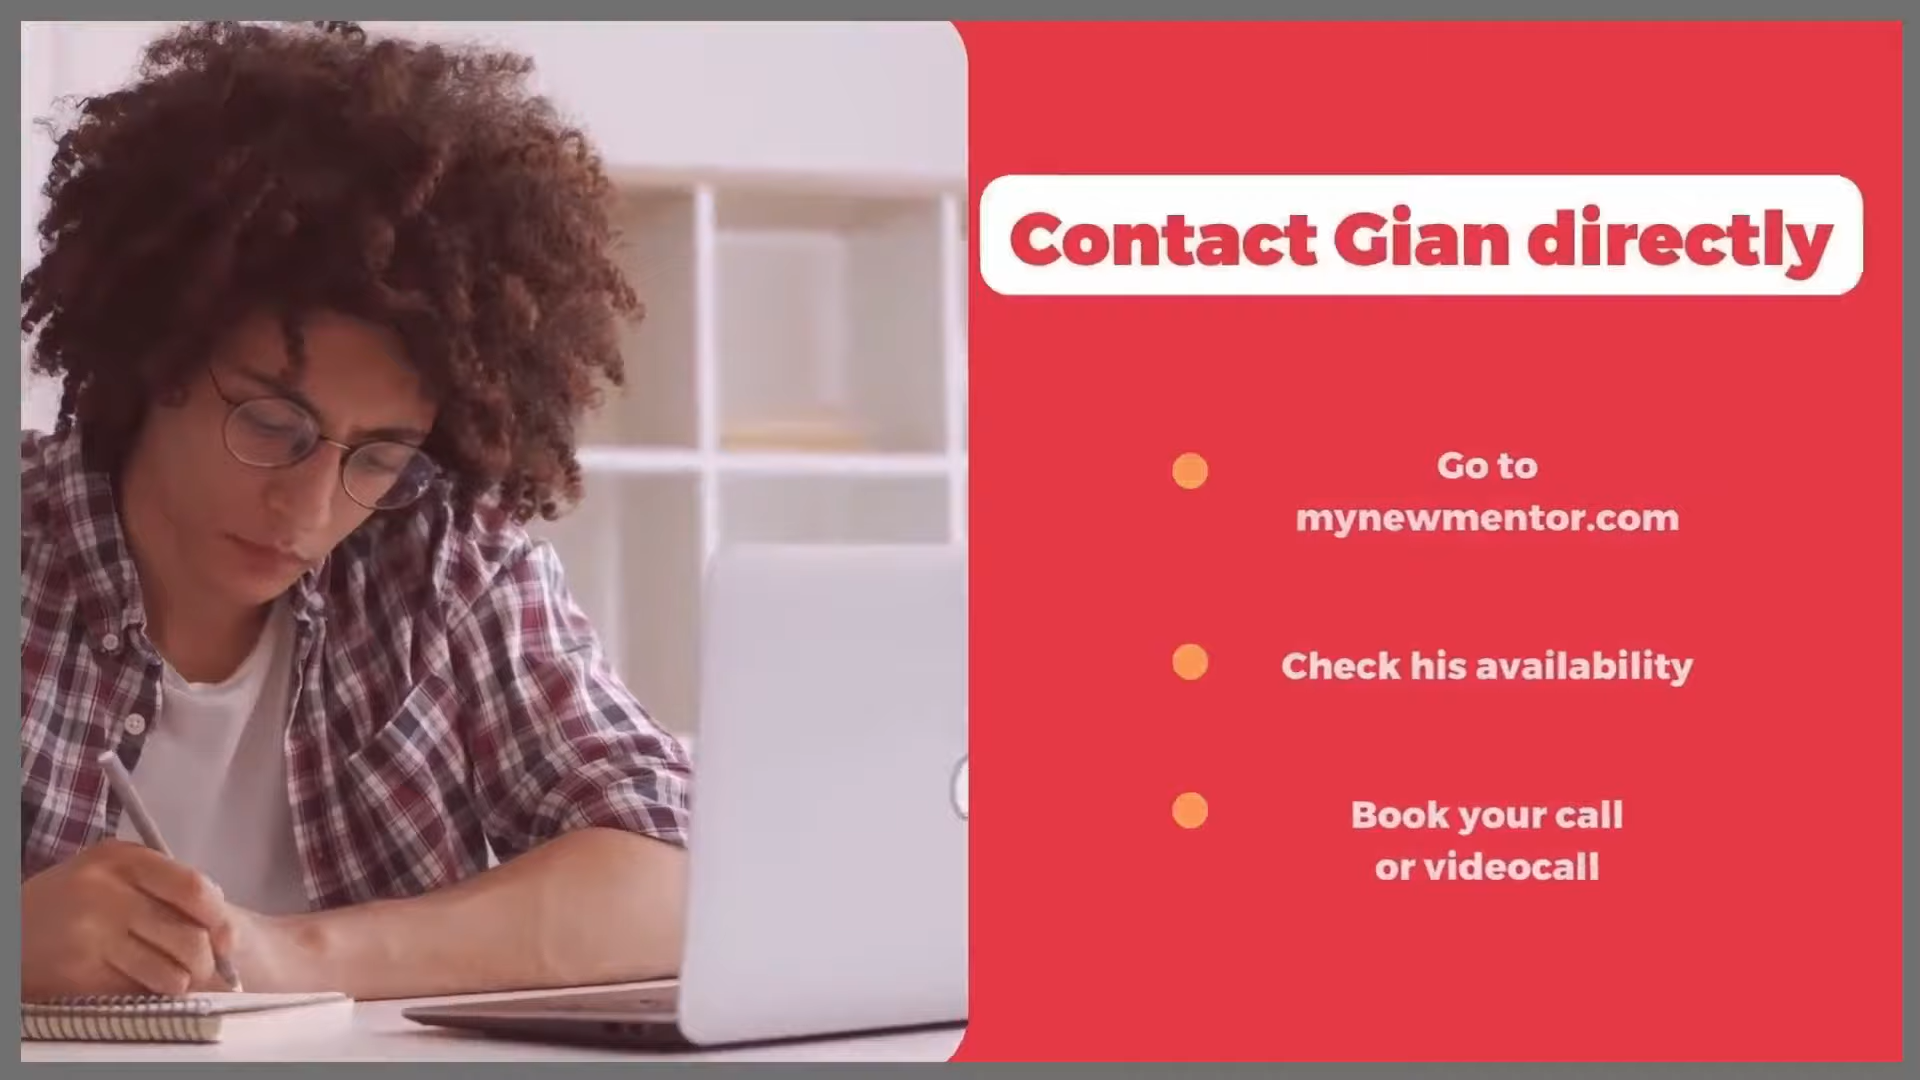 Contact Gian directly
Go to
mynewmentor.com
Check his availability
Book your call
or videocall